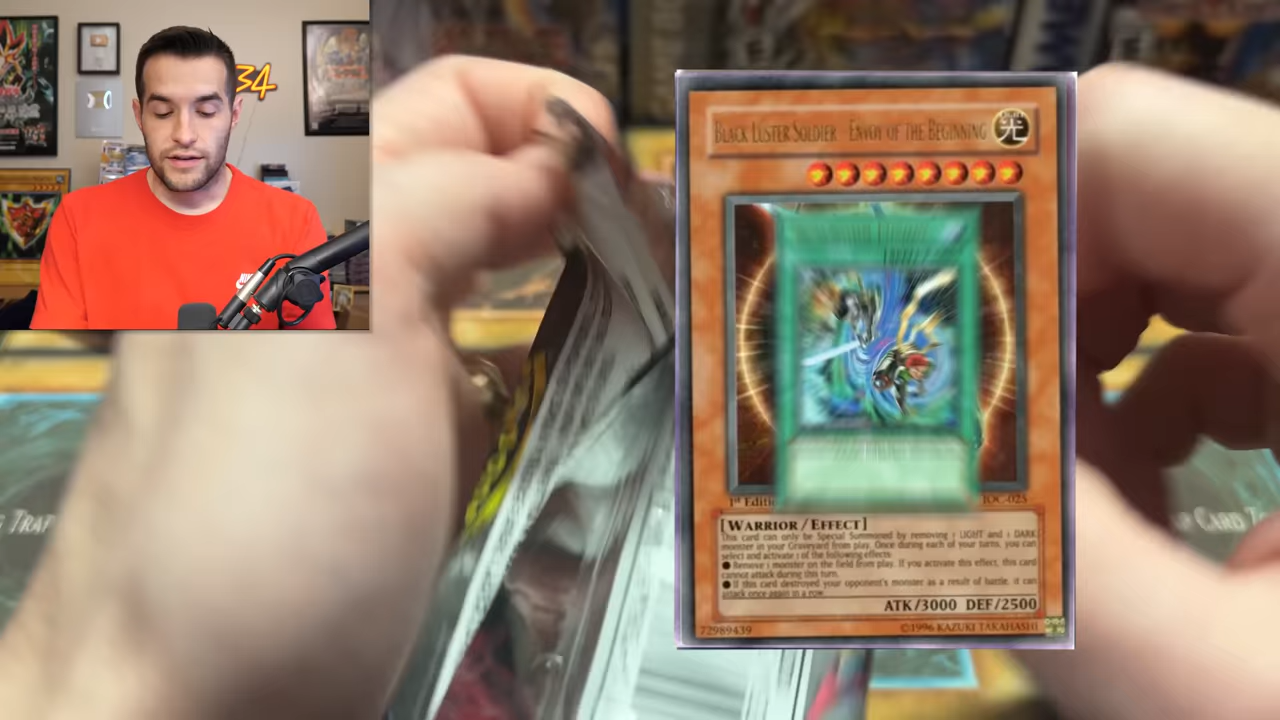 34
BLACK LUSTER SOLDIER ENVOY OF THE BEGINNING
光
1st Editi
IOC-025
[WARRIOR/EFFECT]
This card can only be Special Summoned by removing 1 LIGHT and 1 DARK
monster in your Graveyard from play. Once during each of your turns, you can
select and activate 1 of the following effects:
●Remove 1 monster on the field from play. If you activate this effect, this card
cannot attack during this turn.
●If this card destroyed your opponent's monster as a result of battle, it can
attack once again in a row.
ATK/3000 DEF/2500
72989439
©1996 KAZUKI TAKAHASHI
CARD